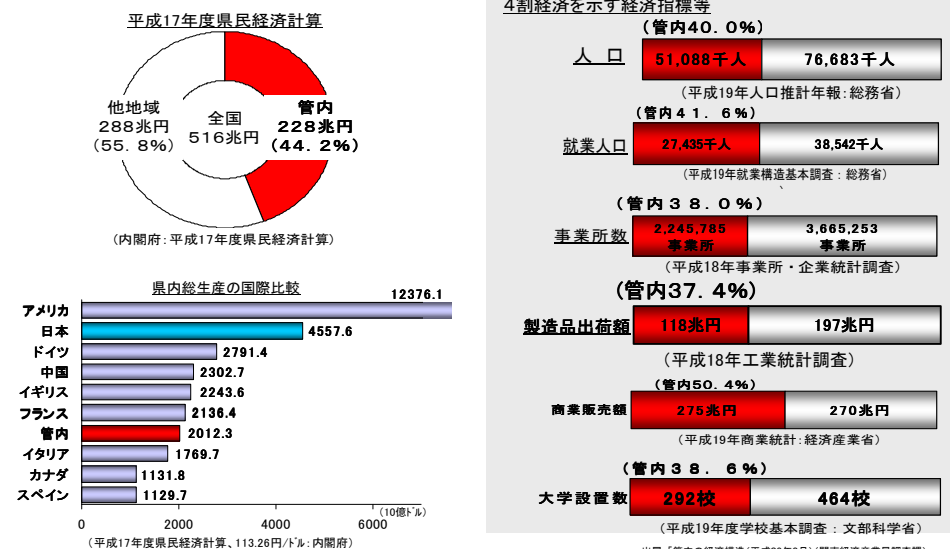 平成17年度県民経済計算
他地域
288兆円
(55.8%)
全国
516兆円
管内
228兆円
(44.2%)
(内閣府:平成17年度県民経済計算)
県内総生産の国際比較
アメリカ 12376.1
日本 4557.6
ドイツ 2791.4
中国 2302.7
イギリス 2243.6
フランス 2136.4
管内 2012.3
イタリア 1769.7
カナダ 1131.8
スペイン 1129.7
0 2000 4000 6000 (10億ドル)
(平成17年度県民経済計算、113.26円/ドル:内閣府)
4割経済を示す経済指標等
(管内40.0%)
人口 51,088千人 76,683千人
(平成19年人口推計年報:総務省)
(管内41.6%)
就業人口 27,435千人 38,542千人
(平成19年就業構造基本調査:総務省)
、
(管内38.0%)
事業所数 2,245,785 3,665,253
事業所 事業所
(平成18年事業所・企業統計調査)
(管内37.4%)
製造品出荷額 118兆円 197兆円
(平成18年工業統計調査)
(管内50.4%)
商業販売額 275兆円 270兆円
(平成19年商業統計:経済産業省)
(管内38.6%)
大学設置数 292校 464校
(平成19年度学校基本調査:文部科学省)